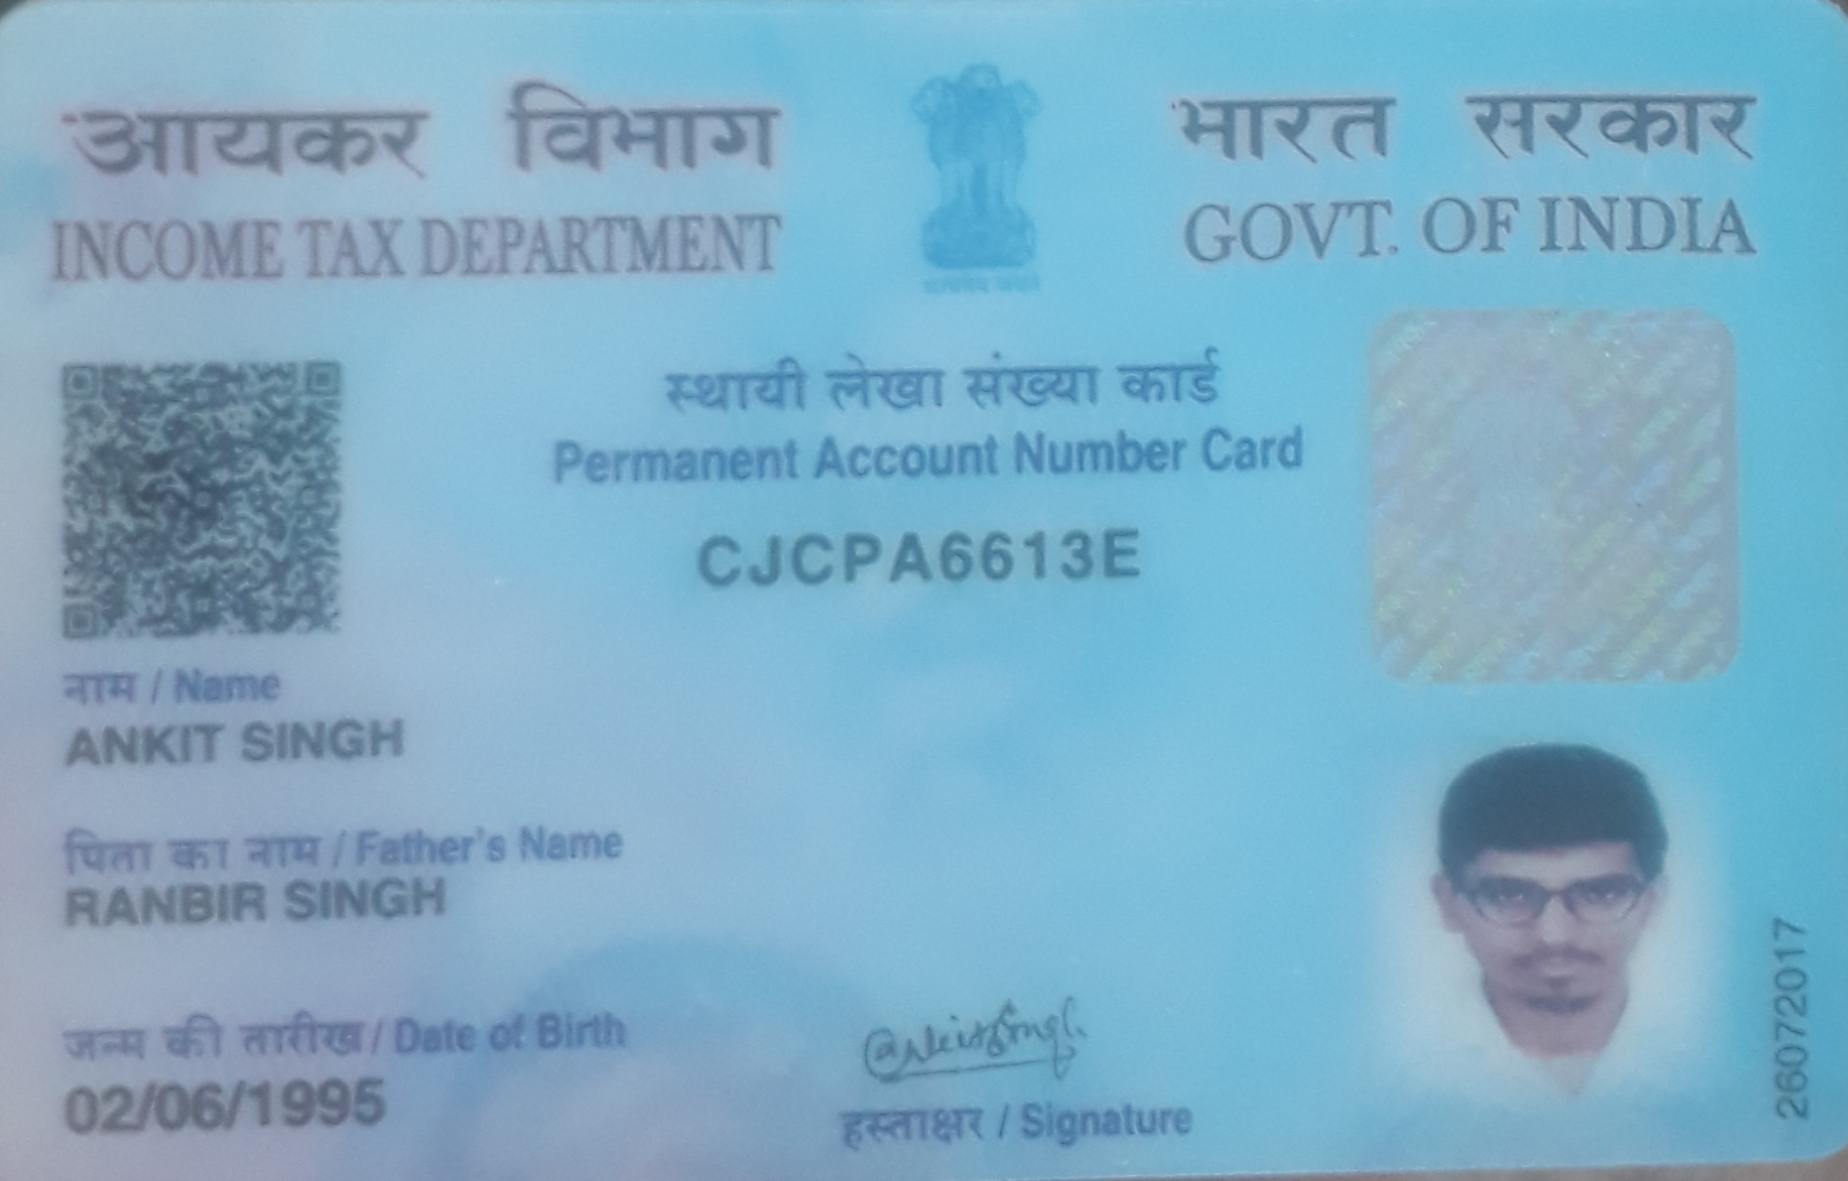 आयकर विभाग
INCOME TAX DEPARTMENT
भारत सरकार
GOVT. OF INDIA
स्थायी लेखा संख्या कार्ड
Permanent Account Number Card
CJCPA6613E
नाम / Name
ANKIT SINGH
पिता का नाम / Father's Name
RANBIR SINGH
जन्म की तारीख / Date of Birth
02/06/1995
हस्ताक्षर / Signature
26072017